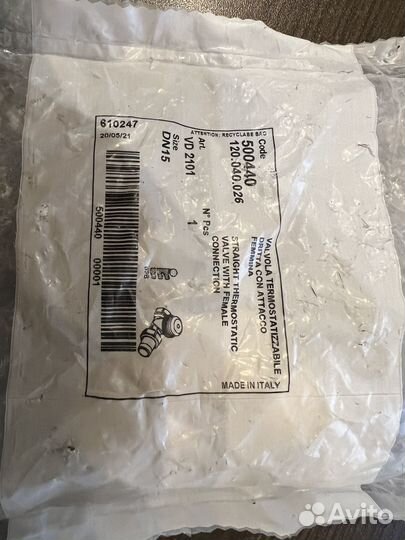 610247
20/05/21
ATTENTION: RECYCLABE BAG
Code
500440
120.040.026
Art.
VD 2101
Size
DN15
N° Pcs
1
VALVOLA TERMOSTATIZZABILE
DRITTA CON ATTACCO
FEMMINA
STRAIGHT THERMOSTATIC
VALVE WITH FEMALE
CONNECTION
500440 00001
MADE IN ITALY
Avito